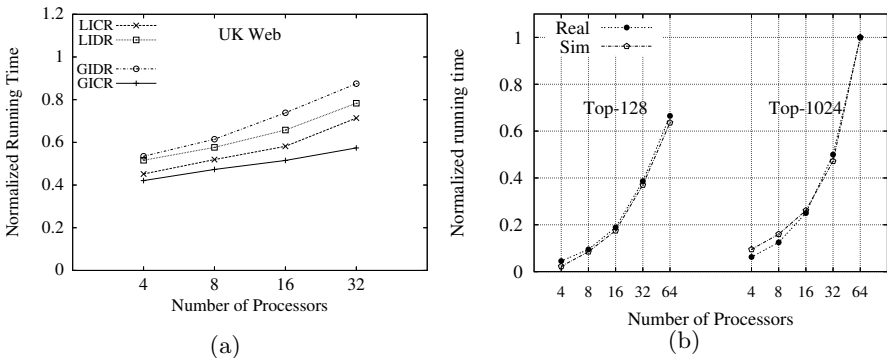 1.2
1
0.8
0.6
0.4
0.2
0
Normalized Running Time
LICR
LIDR
GIDR
GICR
UK Web
4 8 16 32
Number of Processors
(a)
1
0.8
0.6
0.4
0.2
0
Normalized running time
Real
Sim
Top-128
Top-1024
4 8 16 32 64 4 8 16 32 64
Number of Processors
(b)